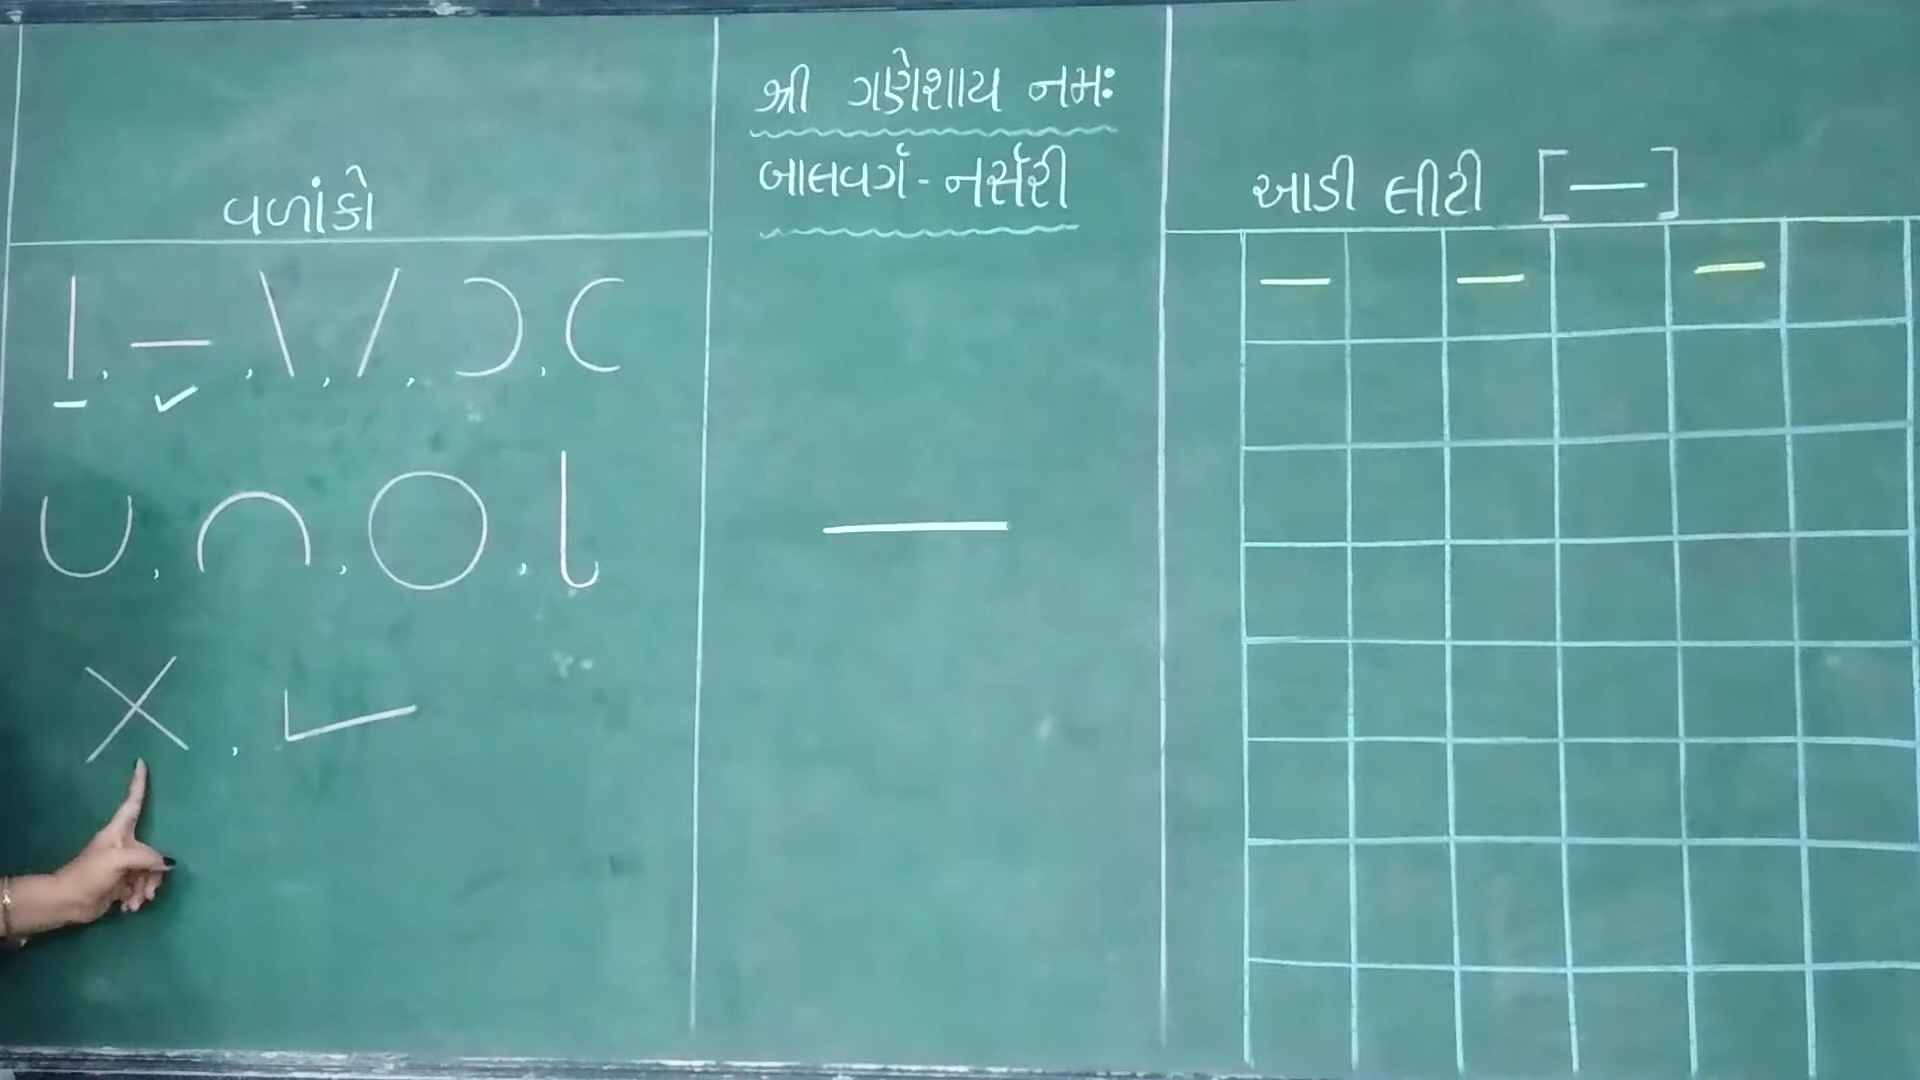 શ્રી ગણેશાય નમઃ
બાલવર્ગ - નર્સરી
વળાંકો
આડી લીટી [—]